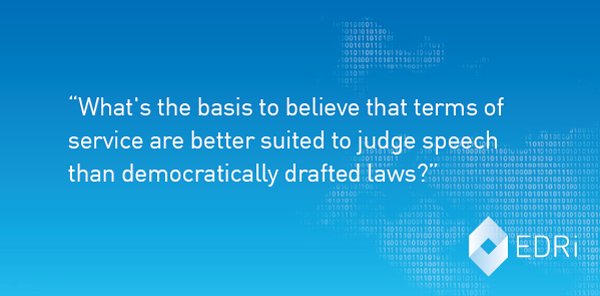 “What's the basis to believe that terms of
service are better suited to judge speech
than democratically drafted laws?”
EDRi